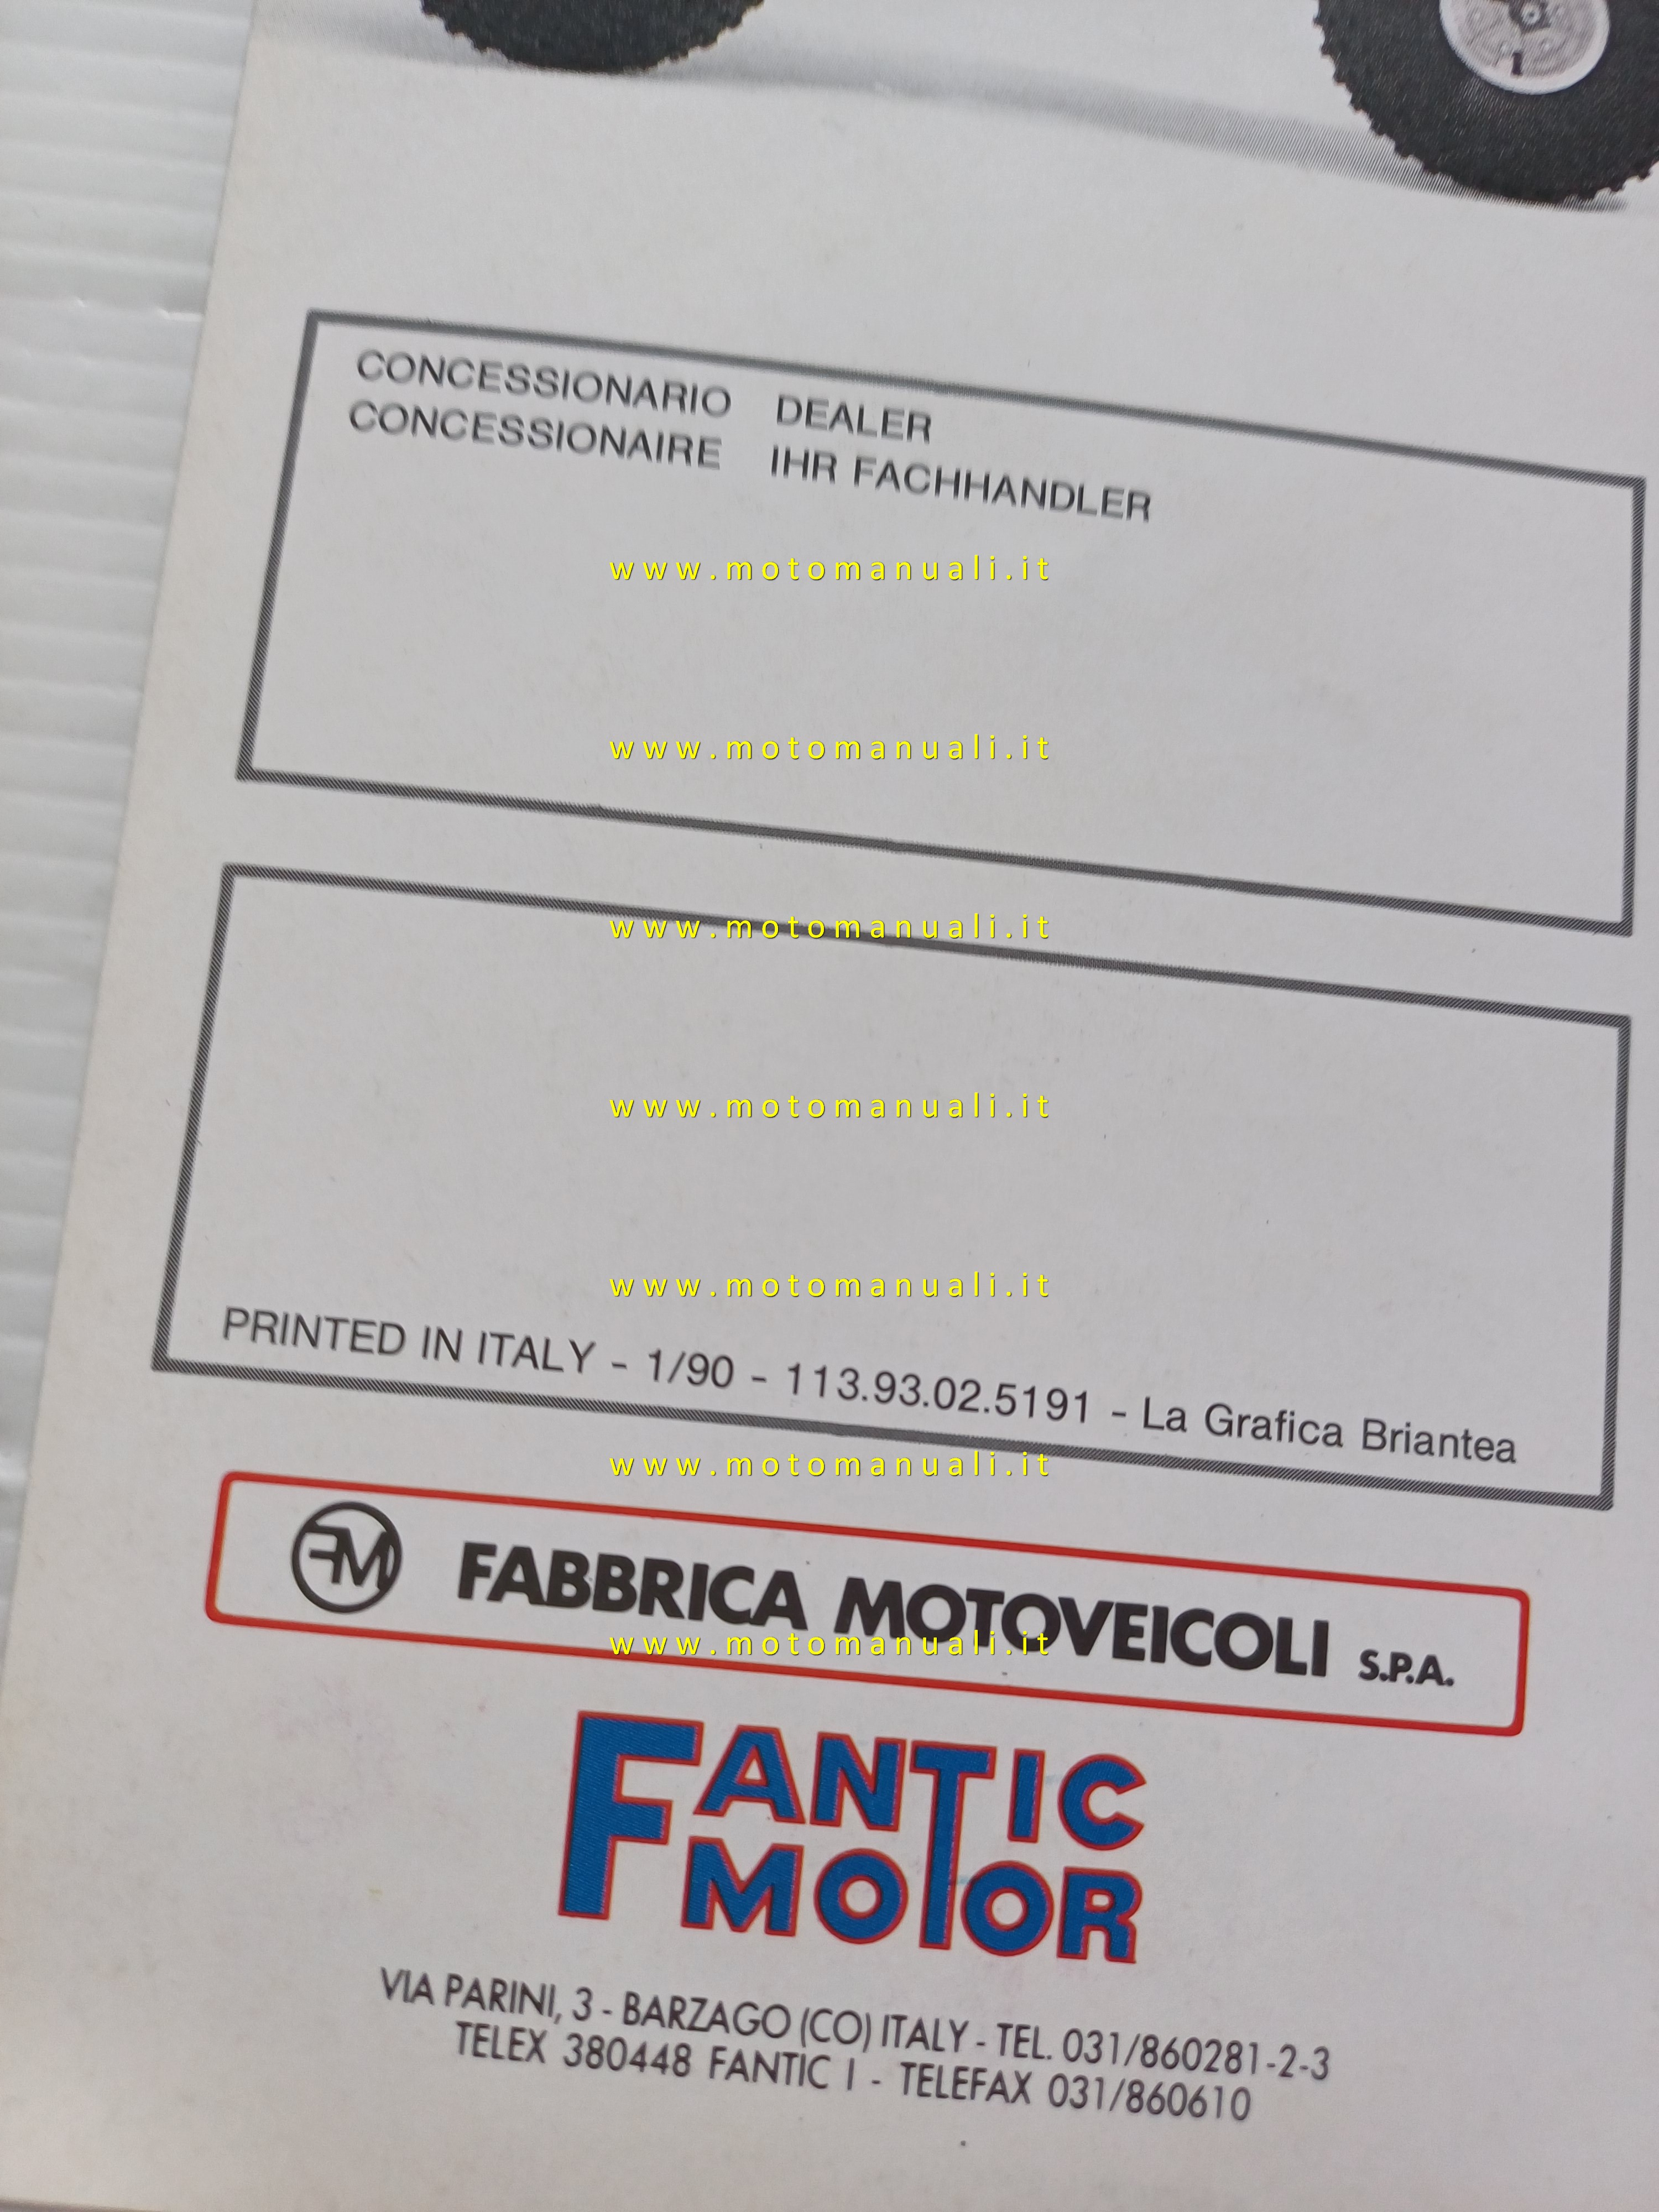 CONCESSIONARIO DEALER
CONCESSIONAIRE IHR FACHHANDLER
www.motomanuali.it
www.motomanuali.it
www.motomanuali.it
www.motomanuali.it
www.motomanuali.it
PRINTED IN ITALY - 1/90 - 113.93.02.5191 - La Grafica Briantea
www.motomanuali.it
FM FABBRICA MOTOVEICOLI S.P.A.
www.motomanuali.it
FANTIC
MOTOR
VIA PARINI, 3 - BARZAGO (CO) ITALY - TEL. 031/860281-2-3
TELEX 380448 FANTIC I - TELEFAX 031/860610